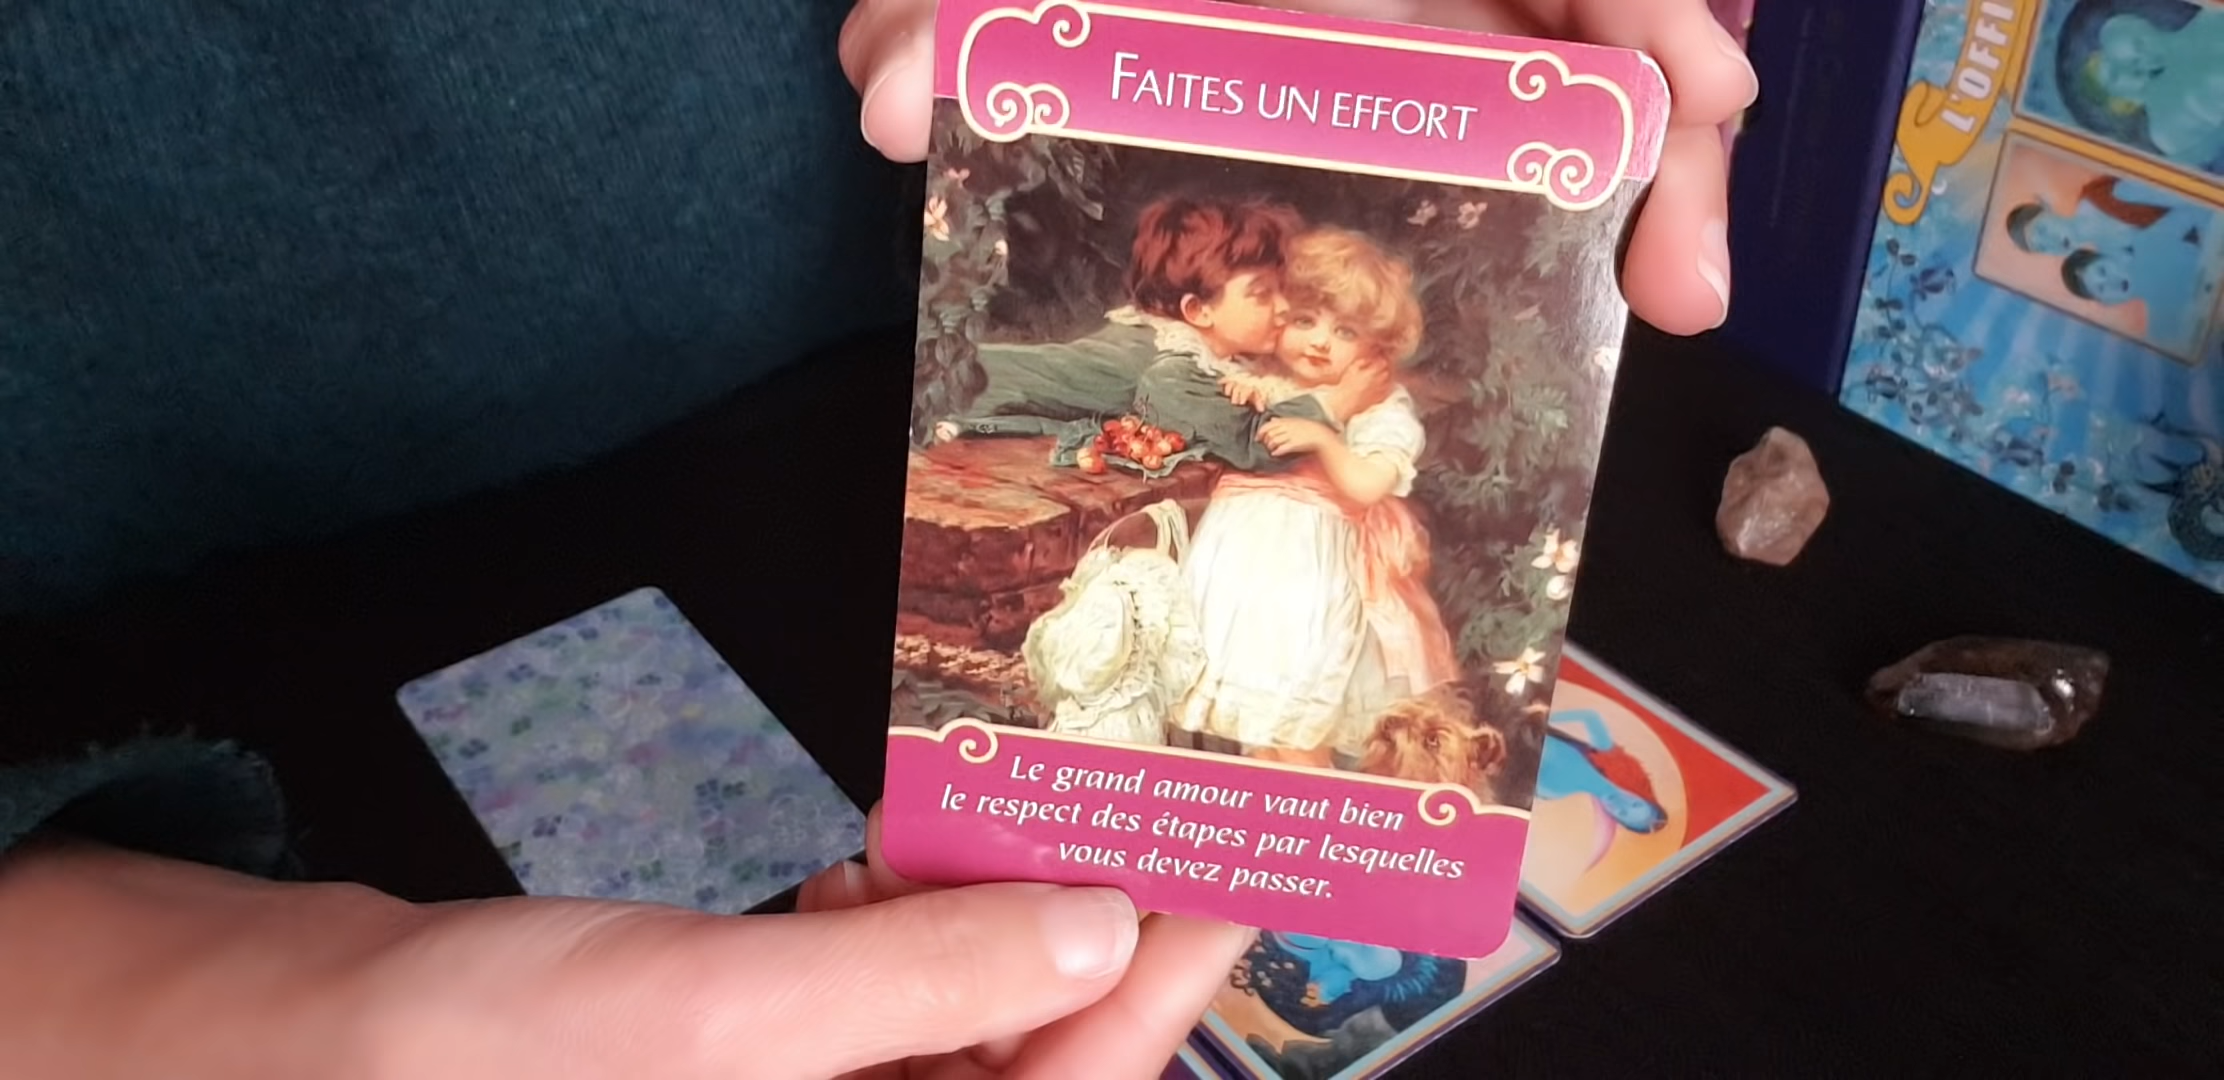 FAITES UN EFFORT
Le grand amour vaut bien
le respect des étapes par lesquelles
vous devez passer.
L'OFFI